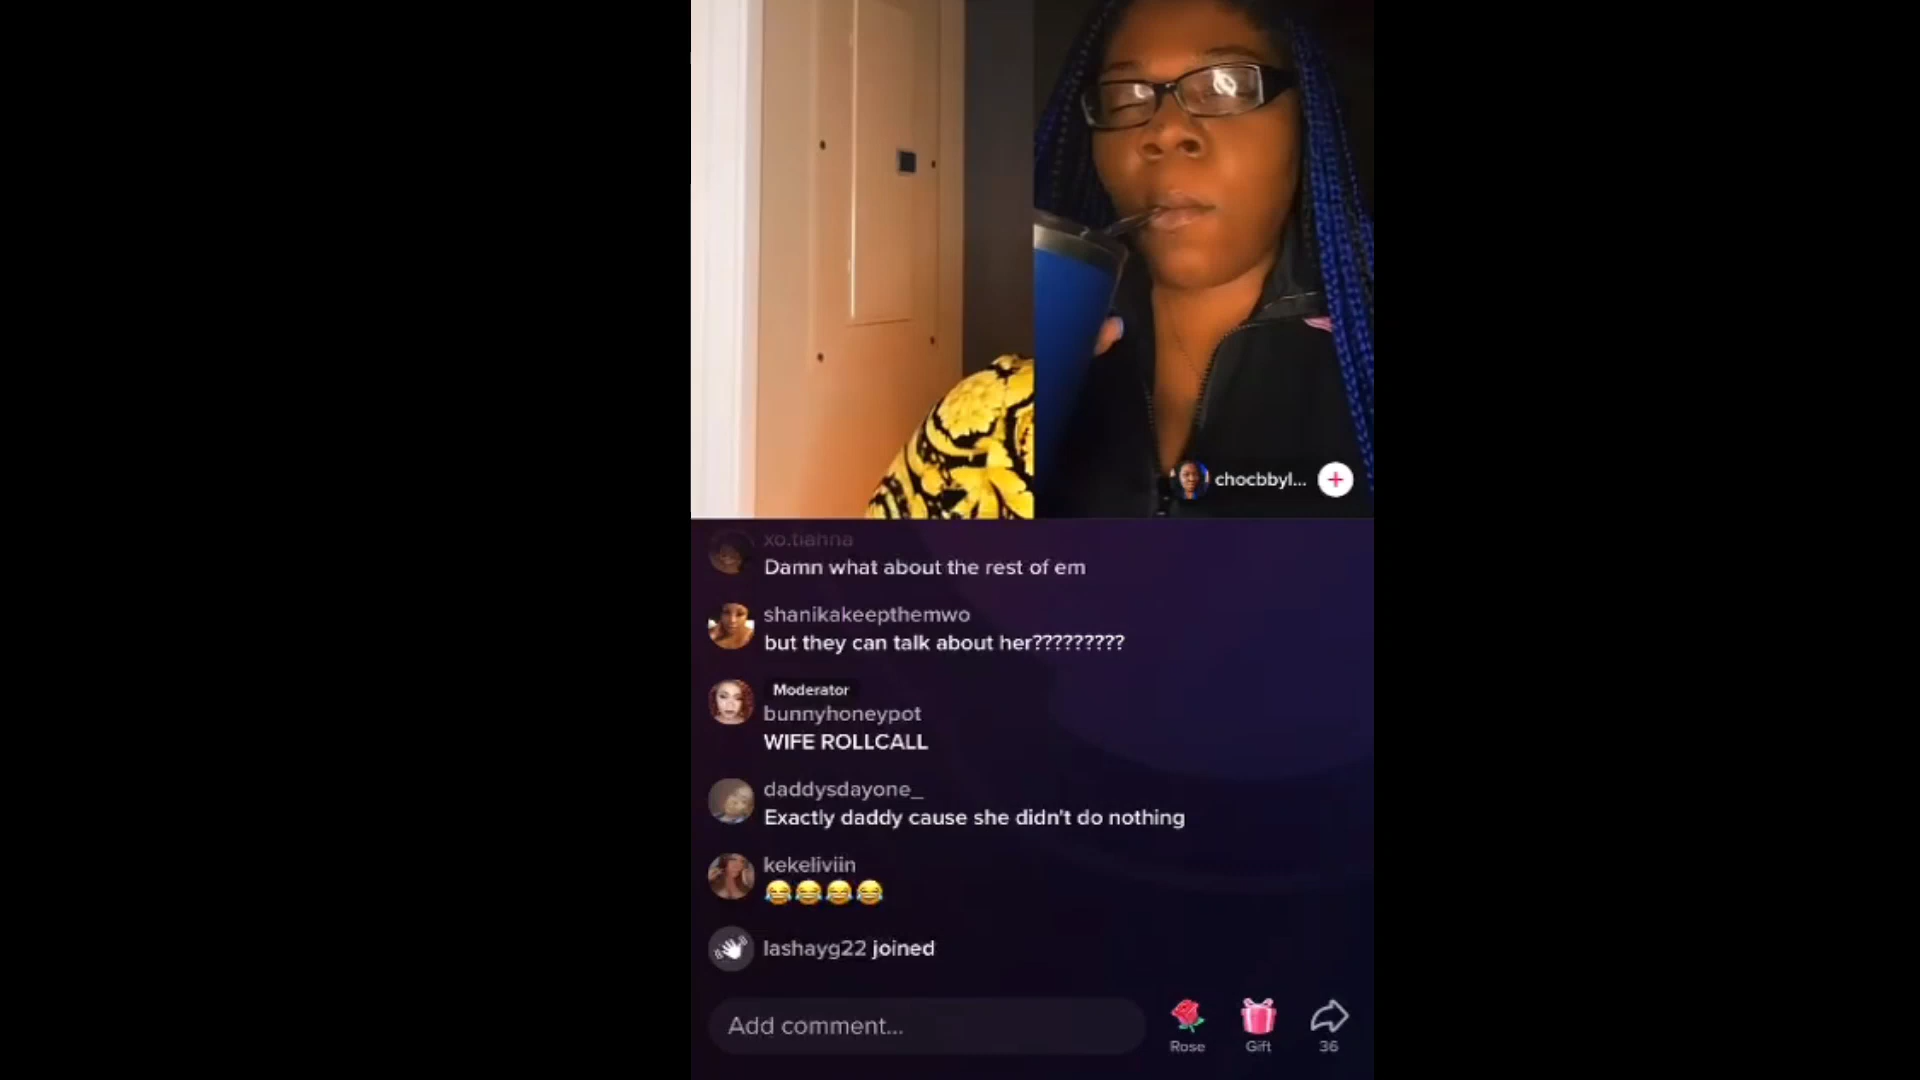 chocbbyl...
xo.tiahna
Damn what about the rest of em
shanikakeepthemwo
but they can talk about her?????????
Moderator
bunnyhoneypot
WIFE ROLLCALL
daddysdayone_
Exactly daddy cause she didn't do nothing
kekeliviin
😂😂😂😂
lashayg22 joined
Add comment...
Rose
Gift
36